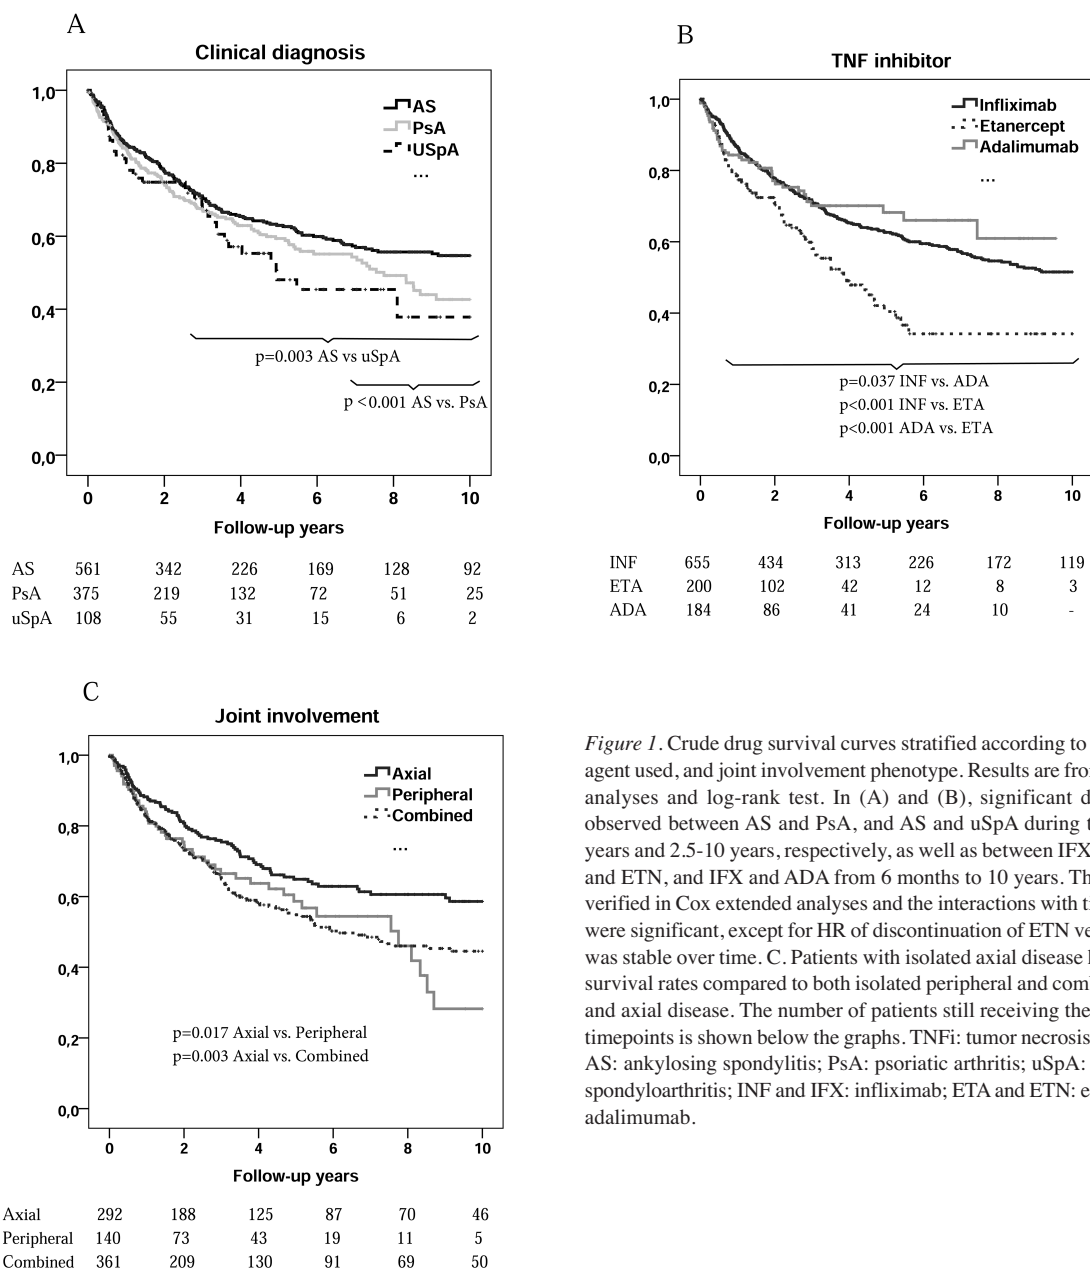 A
Clinical diagnosis
1,0
0,8
0,6
0,4
0,2
0,0
AS
PsA
USpA
...
p=0.003 AS vs uSpA
p <0.001 AS vs. PsA
0 2 4 6 8 10
Follow-up years
AS 561 342 226 169 128 92
PsA 375 219 132 72 51 25
uSpA 108 55 31 15 6 2
B
TNF inhibitor
1,0
0,8
0,6
0,4
0,2
0,0
Infliximab
Etanercept
Adalimumab
...
p=0.037 INF vs. ADA
p<0.001 INF vs. ETA
p<0.001 ADA vs. ETA
0 2 4 6 8 10
Follow-up years
INF 655 434 313 226 172 119
ETA 200 102 42 12 8 3
ADA 184 86 41 24 10 -
C
Joint involvement
1,0
0,8
0,6
0,4
0,2
0,0
Axial
Peripheral
Combined
...
p=0.017 Axial vs. Peripheral
p=0.003 Axial vs. Combined
0 2 4 6 8 10
Follow-up years
Axial 292 188 125 87 70 46
Peripheral 140 73 43 19 11 5
Combined 361 209 130 91 69 50
Figure 1. Crude drug survival curves stratified according to
agent used, and joint involvement phenotype. Results are
analyses and log-rank test. In (A) and (B), significant
observed between AS and PsA, and AS and uSpA during
years and 2.5-10 years, respectively, as well as between IFX
and ETN, and IFX and ADA from 6 months to 10 years.
verified in Cox extended analyses and the interactions with
were significant, except for HR of discontinuation of ETN
was stable over time. C. Patients with isolated axial disease
survival rates compared to both isolated peripheral and
and axial disease. The number of patients still receiving the
timepoints is shown below the graphs. TNFi: tumor necrosis
AS: ankylosing spondylitis; PsA: psoriatic arthritis; uSpA:
spondyloarthritis; INF and IFX: infliximab; ETA and ETN:
adalimumab.